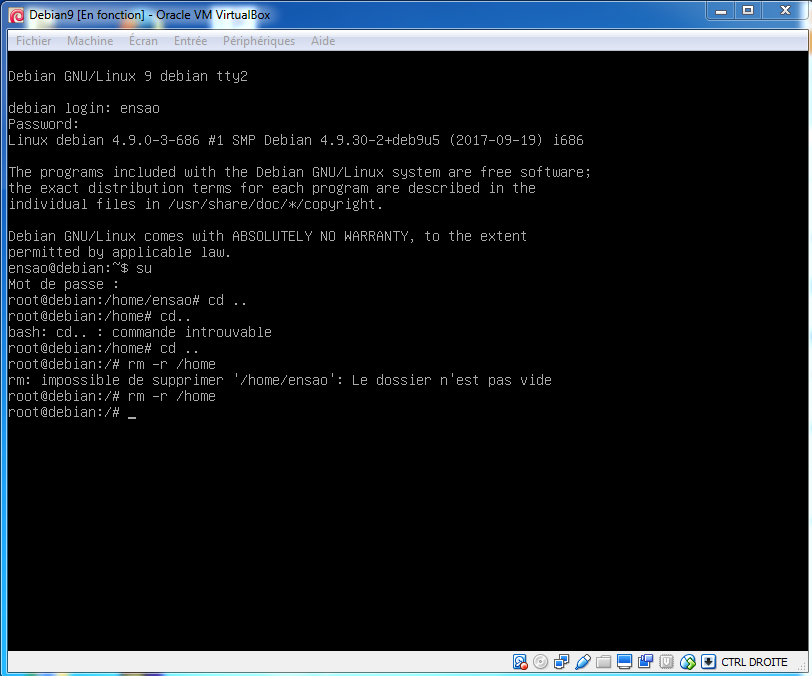 Debian9 [En fonction] - Oracle VM VirtualBox
Fichier Machine Écran Entrée Périphériques Aide
Debian GNU/Linux 9 debian tty2
debian login: ensao
Password:
Linux debian 4.9.0-3-686 #1 SMP Debian 4.9.30-2+deb9u5 (2017-09-19) i686
The programs included with the Debian GNU/Linux system are free software;
the exact distribution terms for each program are described in the
individual files in /usr/share/doc/*/copyright.
Debian GNU/Linux comes with ABSOLUTELY NO WARRANTY, to the extent
permitted by applicable law.
ensao@debian:~$ su
Mot de passe :
root@debian:/home/ensao# cd ..
root@debian:/home# cd..
bash: cd.. : commande introuvable
root@debian:/home# cd ..
root@debian:/# rm -r /home
rm: impossible de supprimer '/home/ensao': Le dossier n'est pas vide
root@debian:/# rm -r /home
root@debian:/# _
CTRL DROITE